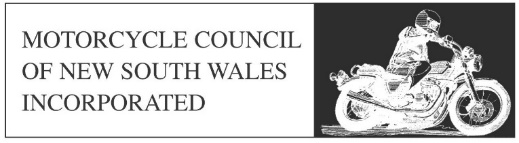 MOTORCYCLE COUNCIL
OF NEW SOUTH WALES
INCORPORATED